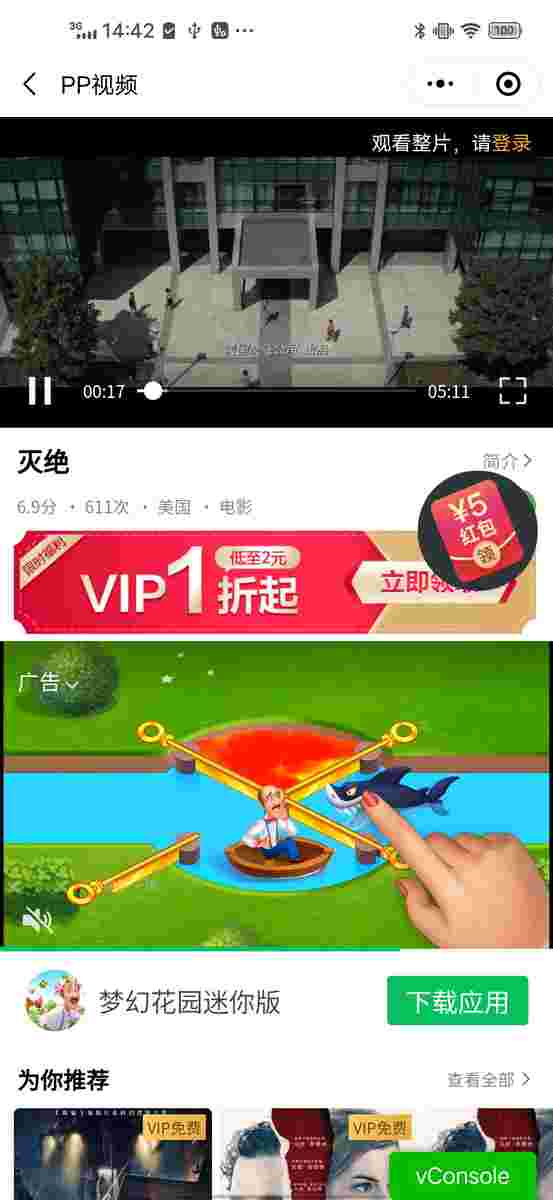 3G 14:42 100
PP视频
观看整片，请登录
00:17
05:11
灭绝
简介
6.9分 · 611次 · 美国 · 电影
¥5
红包
领
限时福利
VIP1折起
低至2元
立即领
广告
梦幻花园迷你版
下载应用
为你推荐
查看全部
VIP免费
VIP免费
vConsole